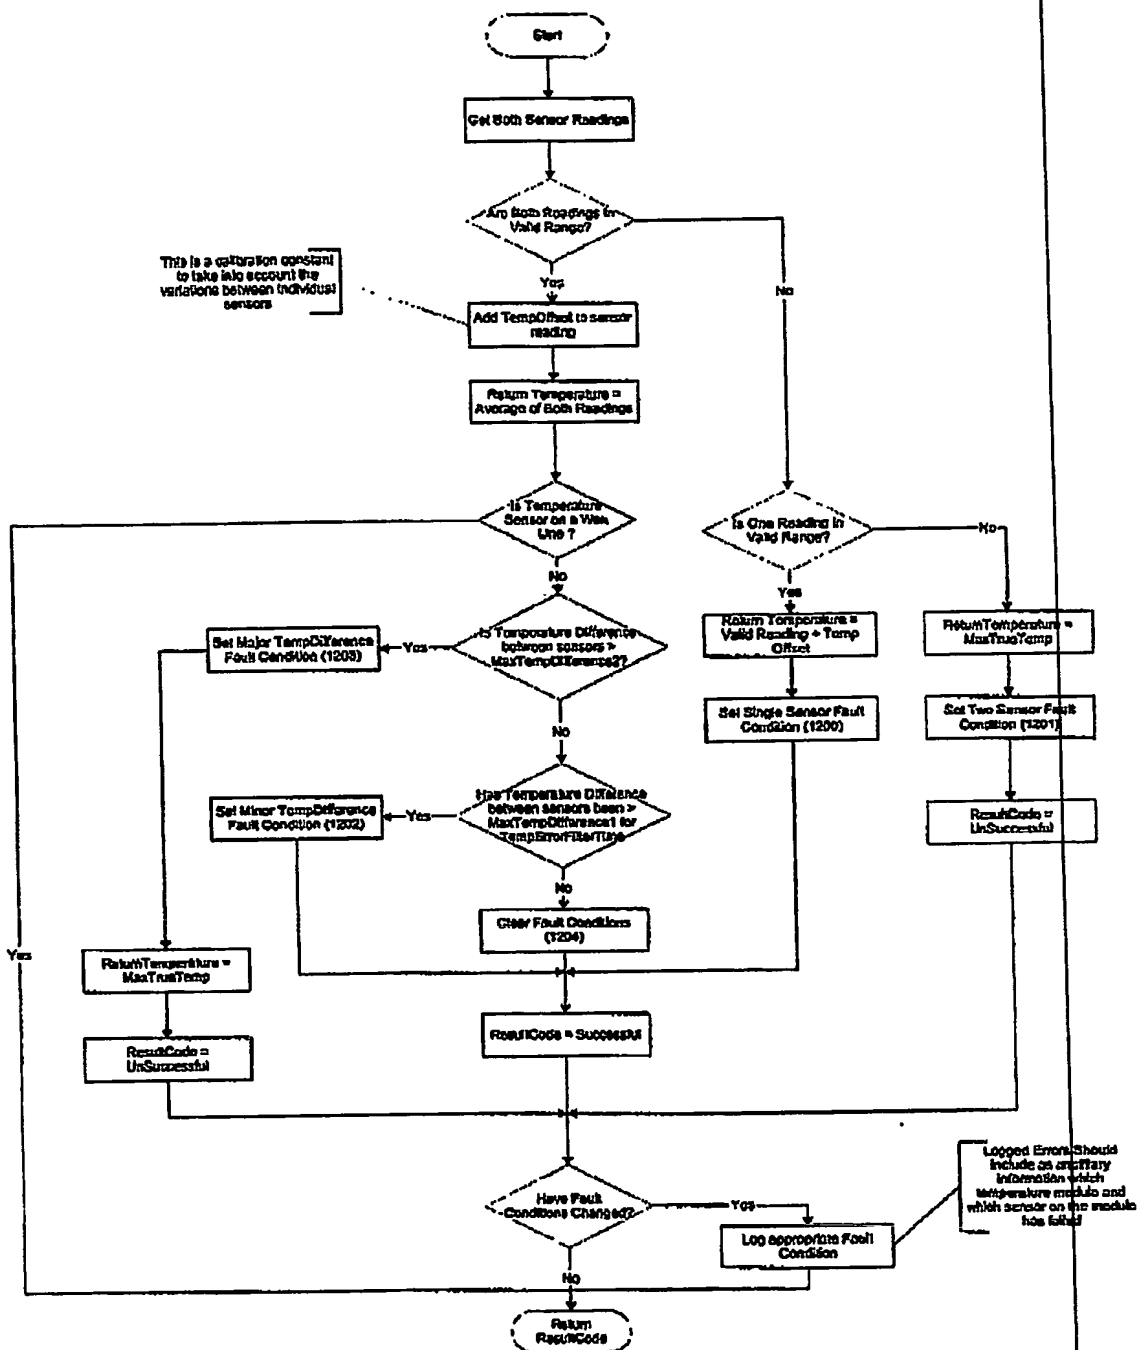 Start
Get Both Sensor Readings
Are Both Readings in
Valid Range?
This is a calibration constant
to take into account the
variations between individual
sensors
Yes
No
Add TempOffset to sensor
reading
Return Temperature =
Average of Both Readings
Is Temperature
Sensor on a Wax
Line ?
Is One Reading in
Valid Range?
No
No
Yes
Set Major TempDifference
Fault Condition (1203)
Yes
Is Temperature Difference
between sensors >
MaxTempDifference2?
Return Temperature =
Valid Reading + Temp
Offset
ReturnTemperature =
MaxTrueTemp
Set Single Sensor Fault
Condition (1200)
Set Two Sensor Fault
Condition (1201)
No
Set Minor TempDifference
Fault Condition (1202)
Yes
Has Temperature Difference
between sensors been >
MaxTempDifference1 for
TempErrorFilterTime
ResultCode =
UnSuccessful
No
Clear Fault Conditions
(1204)
Yes
ReturnTemperature =
MaxTrueTemp
ResultCode = Successful
ResultCode =
UnSuccessful
Have Fault
Conditions Changed?
Yes
Logged Errors Should
include as ancillary
information which
temperature module and
which sensor on the module
has failed
Log appropriate Fault
Condition
No
Return
ResultCode